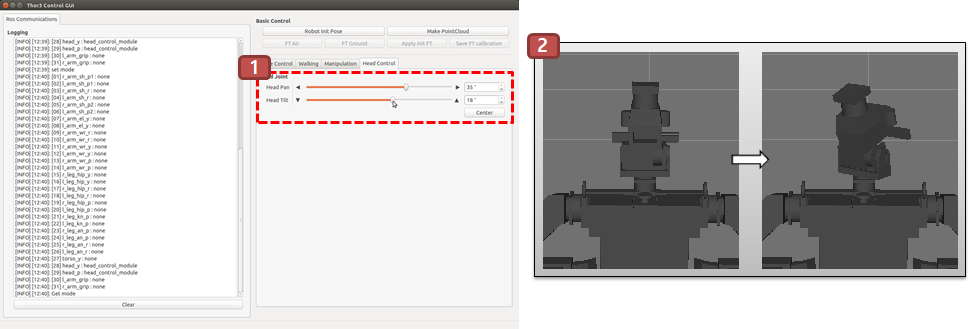 Thor3 Control GUI
Ros Communications
Logging
[INFO] [12:39]: [28] head_y : head_control_module
[INFO] [12:39]: [29] head_p : head_control_module
[INFO] [12:39]: [30] l_arm_grip : none
[INFO] [12:39]: [31] r_arm_grip : none
[INFO] [12:39]: set mode
[INFO] [12:40]: [01] r_arm_sh_p1 : none
[INFO] [12:40]: [02] l_arm_sh_p1 : none
[INFO] [12:40]: [03] r_arm_sh_r : none
[INFO] [12:40]: [04] l_arm_sh_r : none
[INFO] [12:40]: [05] r_arm_sh_p2 : none
[INFO] [12:40]: [06] l_arm_sh_p2 : none
[INFO] [12:40]: [07] r_arm_el_y : none
[INFO] [12:40]: [08] l_arm_el_y : none
[INFO] [12:40]: [09] r_arm_wr_r : none
[INFO] [12:40]: [10] l_arm_wr_r : none
[INFO] [12:40]: [11] r_arm_wr_y : none
[INFO] [12:40]: [12] l_arm_wr_y : none
[INFO] [12:40]: [13] r_arm_wr_p : none
[INFO] [12:40]: [14] l_arm_wr_p : none
[INFO] [12:40]: [15] r_leg_hip_y : none
[INFO] [12:40]: [16] l_leg_hip_y : none
[INFO] [12:40]: [17] r_leg_hip_r : none
[INFO] [12:40]: [18] l_leg_hip_r : none
[INFO] [12:40]: [19] r_leg_hip_p : none
[INFO] [12:40]: [20] l_leg_hip_p : none
[INFO] [12:40]: [21] r_leg_kn_p : none
[INFO] [12:40]: [22] l_leg_kn_p : none
[INFO] [12:40]: [23] r_leg_an_p : none
[INFO] [12:40]: [24] l_leg_an_p : none
[INFO] [12:40]: [25] r_leg_an_r : none
[INFO] [12:40]: [26] l_leg_an_r : none
[INFO] [12:40]: [27] torso_y : none
[INFO] [12:40]: [28] head_y : head_control_module
[INFO] [12:40]: [29] head_p : head_control_module
[INFO] [12:40]: [30] l_arm_grip : none
[INFO] [12:40]: [31] r_arm_grip : none
[INFO] [12:40]: Get mode
Clear
Basic Control
Robot Init Pose Make PointCloud
FT Air FT Ground Apply Init FT Save FT calibration
1
Control Walking Manipulation Head Control
Joint
Head Pan 35 °
Head Tilt 18 °
Center
2